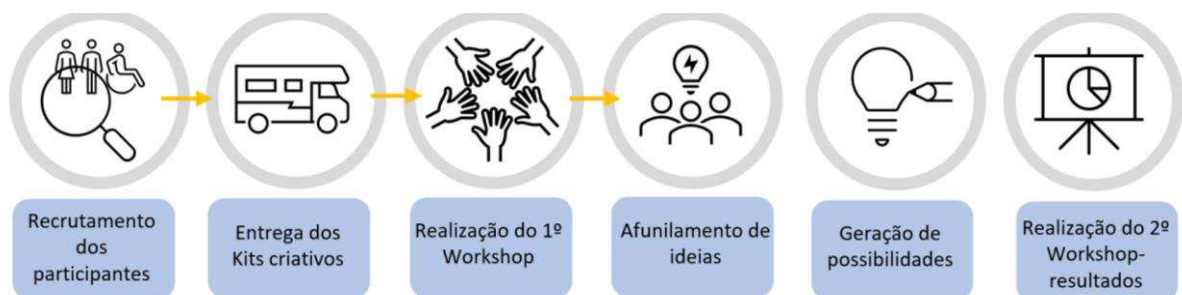 Recrutamento
dos
participantes
Entrega dos
Kits criativos
Realização do 1º
Workshop
Afunilamento de
ideias
Geração de
possibilidades
Realização do 2º
Workshop-
resultados